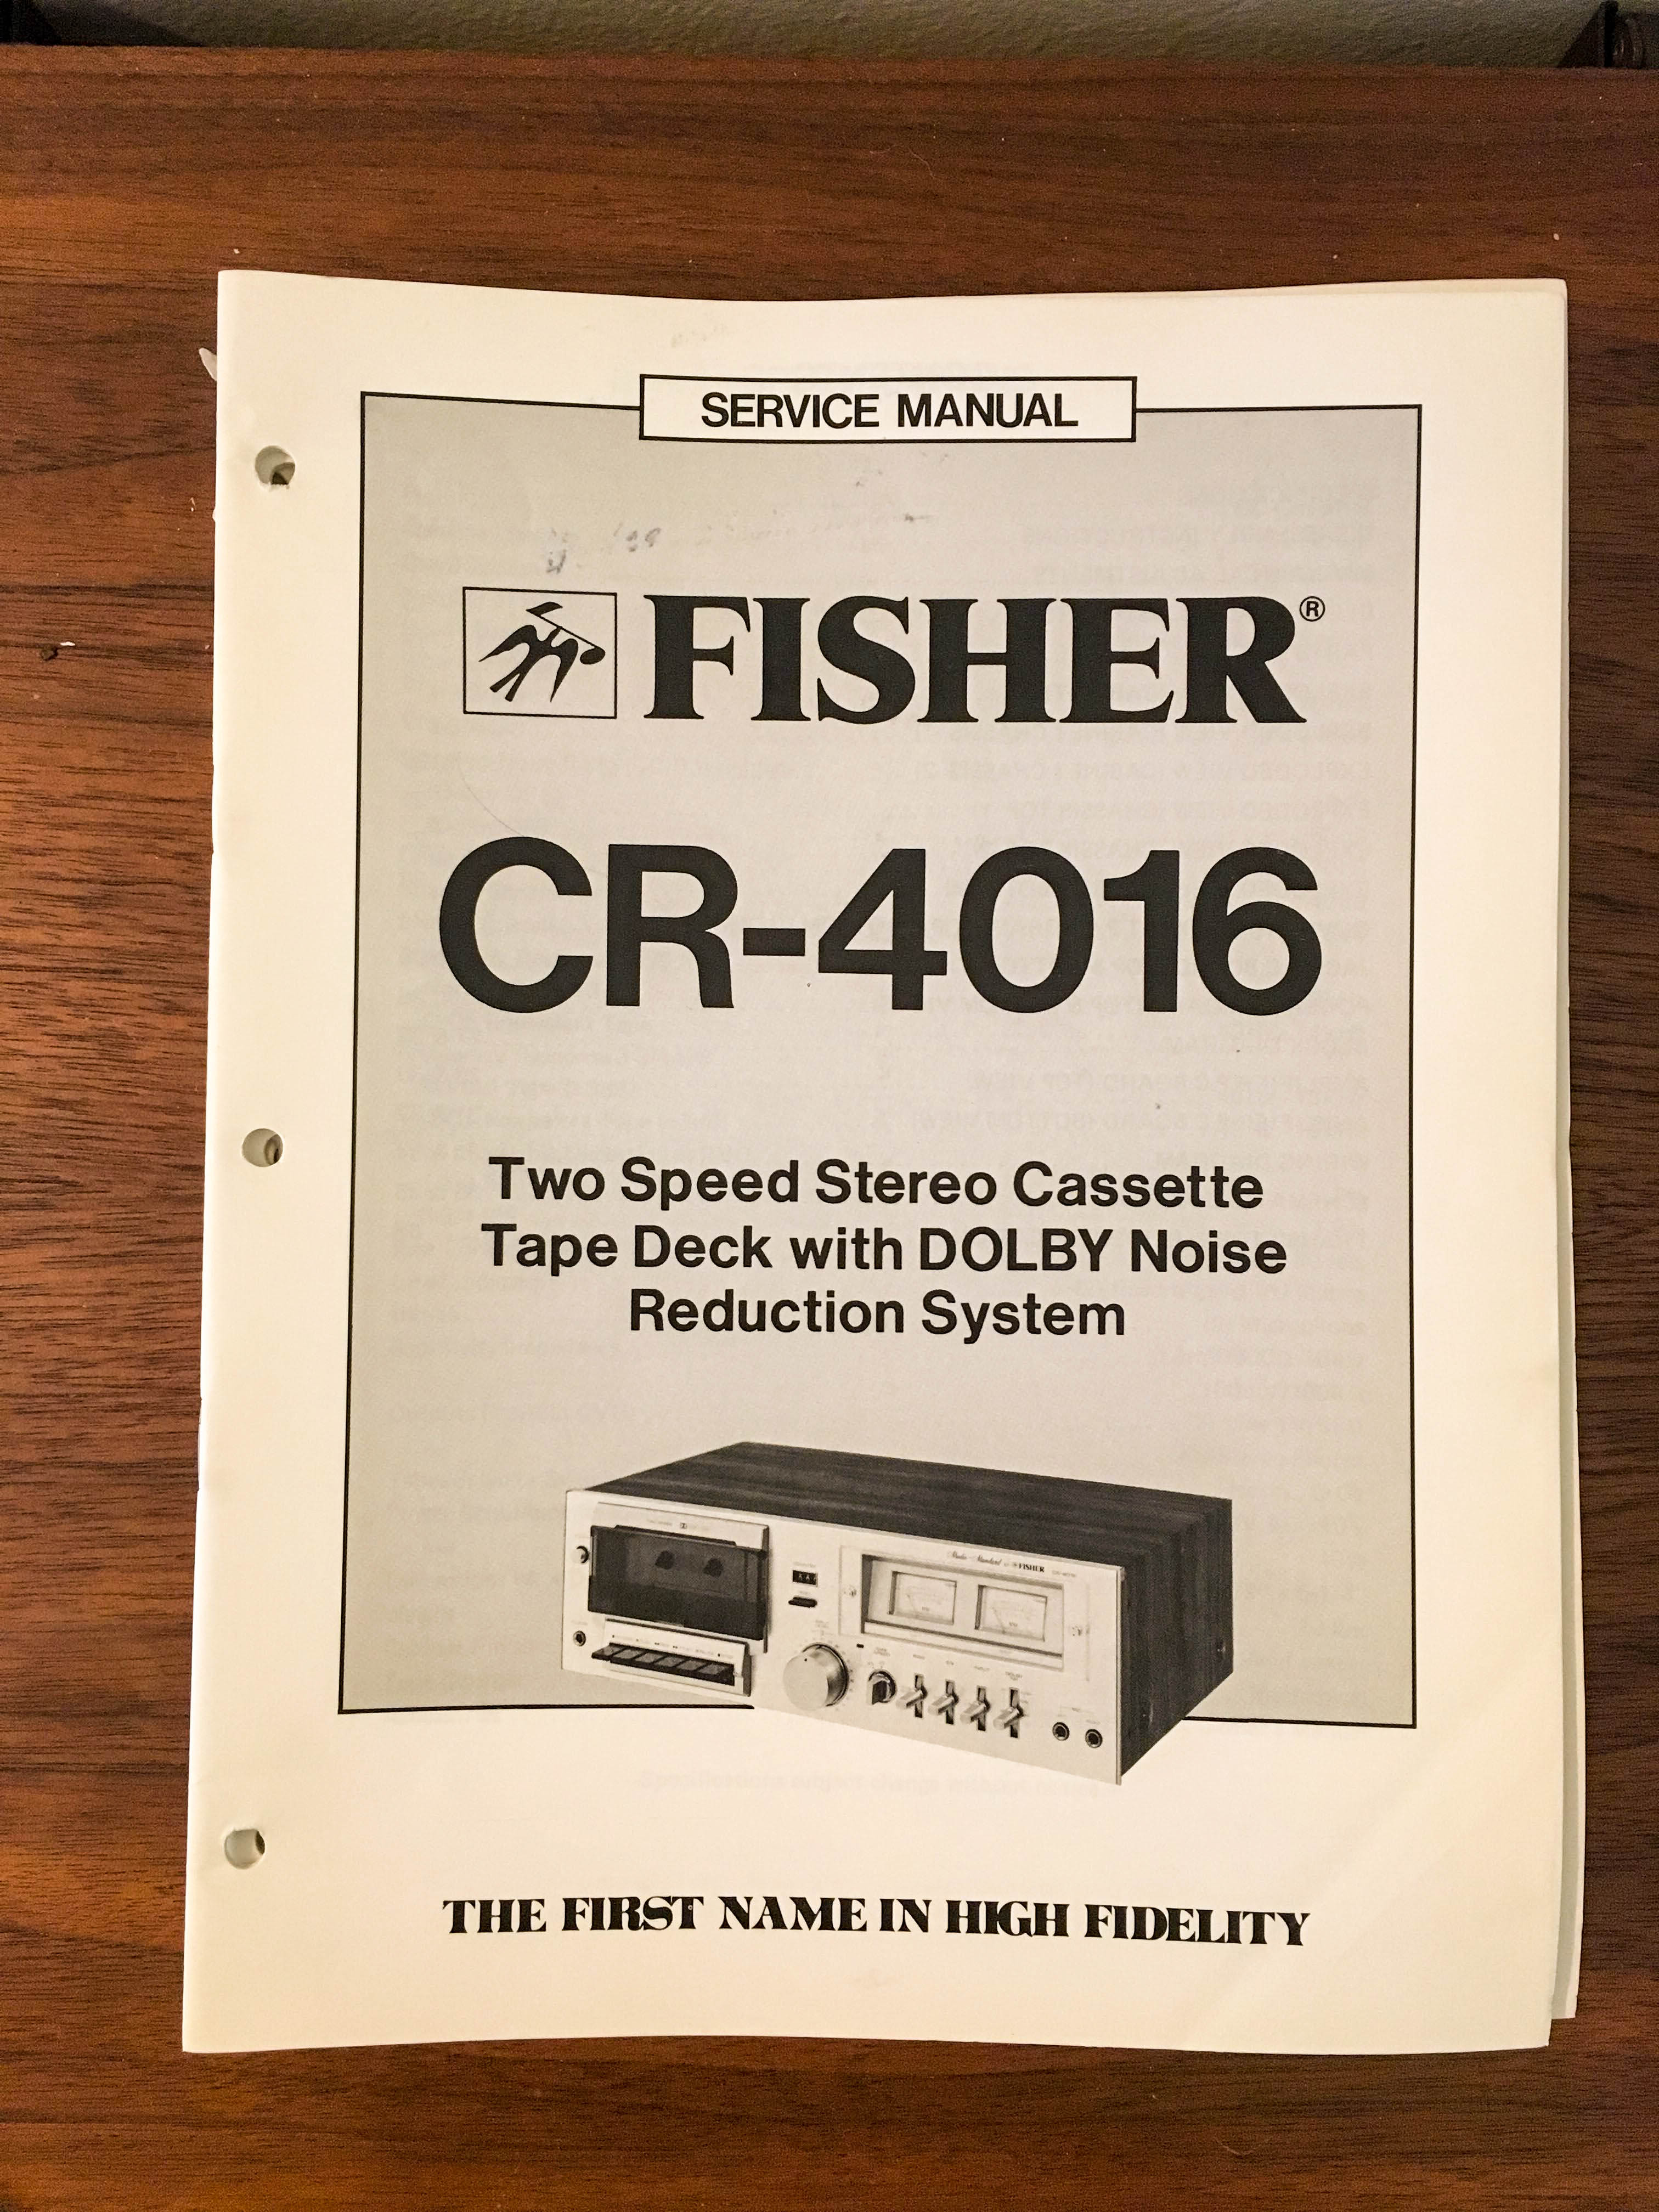 SERVICE MANUAL
FISHER®
CR-4016
Two Speed Stereo Cassette
Tape Deck with DOLBY Noise
Reduction System
FISHER
THE FIRST NAME IN HIGH FIDELITY